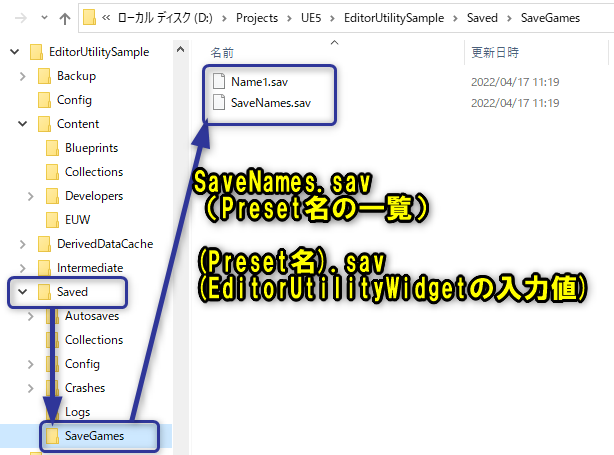 « ローカル ディスク (D:) > Projects > UE5 > EditorUtilitySample > Saved > SaveGames
EditorUtilitySample
Backup
Config
Content
Blueprints
Collections
Developers
EUW
DerivedDataCache
Intermediate
Saved
Autosaves
Collections
Config
Crashes
Logs
SaveGames
名前 更新日時
Name1.sav 2022/04/17 11:19
SaveNames.sav 2022/04/17 11:19
SaveNames.sav
（Preset名の一覧）
(Preset名).sav
(EditorUtilityWidgetの入力値)